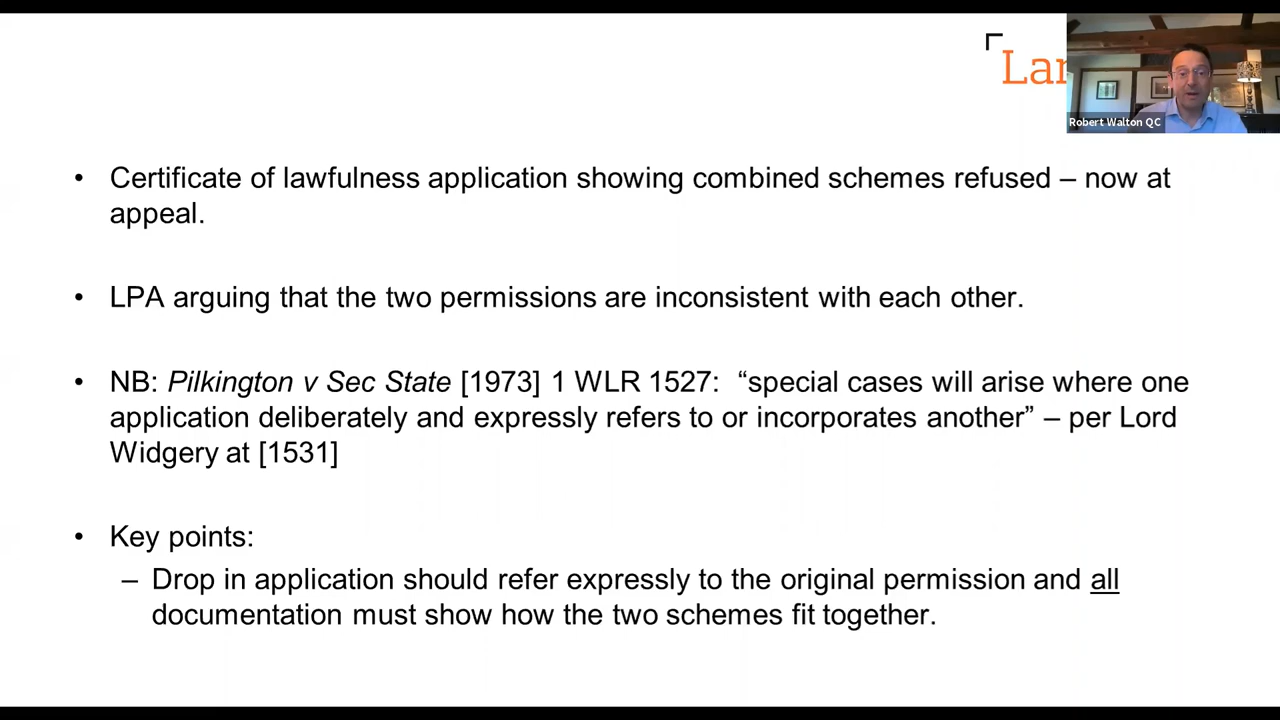 Robert Walton QC
• Certificate of lawfulness application showing combined schemes refused – now at
appeal.
• LPA arguing that the two permissions are inconsistent with each other.
• NB: Pilkington v Sec State [1973] 1 WLR 1527: “special cases will arise where one
application deliberately and expressly refers to or incorporates another” – per Lord
Widgery at [1531]
• Key points:
– Drop in application should refer expressly to the original permission and all
documentation must show how the two schemes fit together.